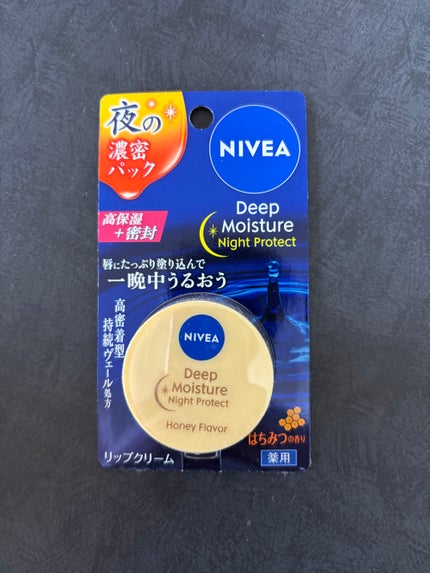 夜の
濃密
パック
NIVEA
Deep
Moisture
Night Protect
高保湿
+密封
唇にたっぷり塗り込んで
一晩中うるおう
高密着型
持続ヴェール処方
NIVEA
Deep
Moisture
Night Protect
Honey Flavor
はちみつの香り
リップクリーム
薬用